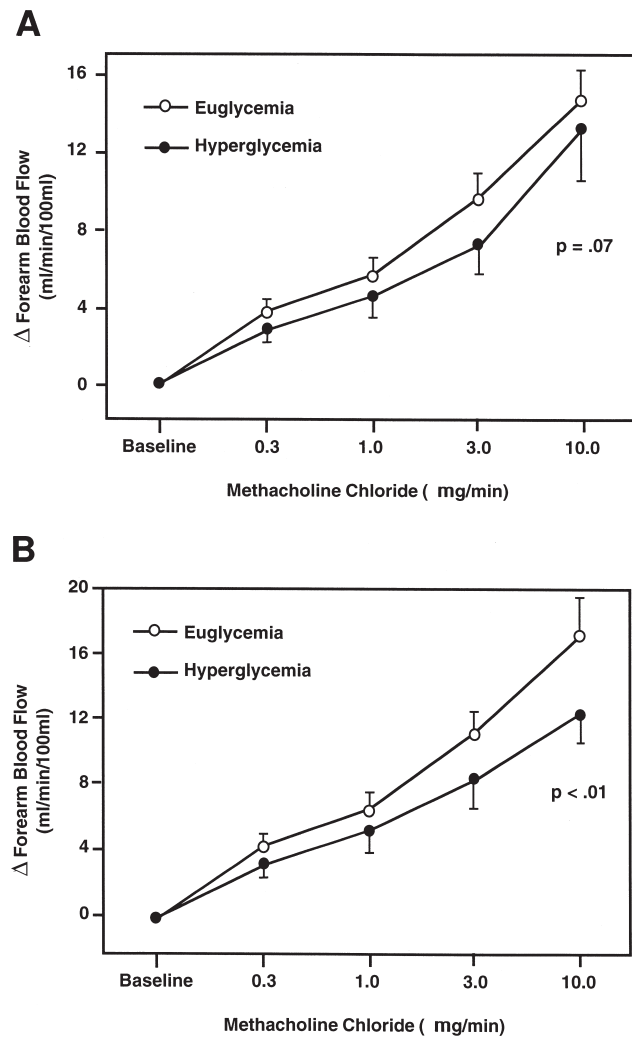 A
16
12
8
4
0
Δ Forearm Blood Flow
(ml/min/100ml)
Euglycemia
Hyperglycemia
p = .07
Baseline 0.3 1.0 3.0 10.0
Methacholine Chloride ( mg/min)
B
20
16
12
8
4
0
Δ Forearm Blood Flow
(ml/min/100ml)
Euglycemia
Hyperglycemia
p < .01
Baseline 0.3 1.0 3.0 10.0
Methacholine Chloride ( mg/min)